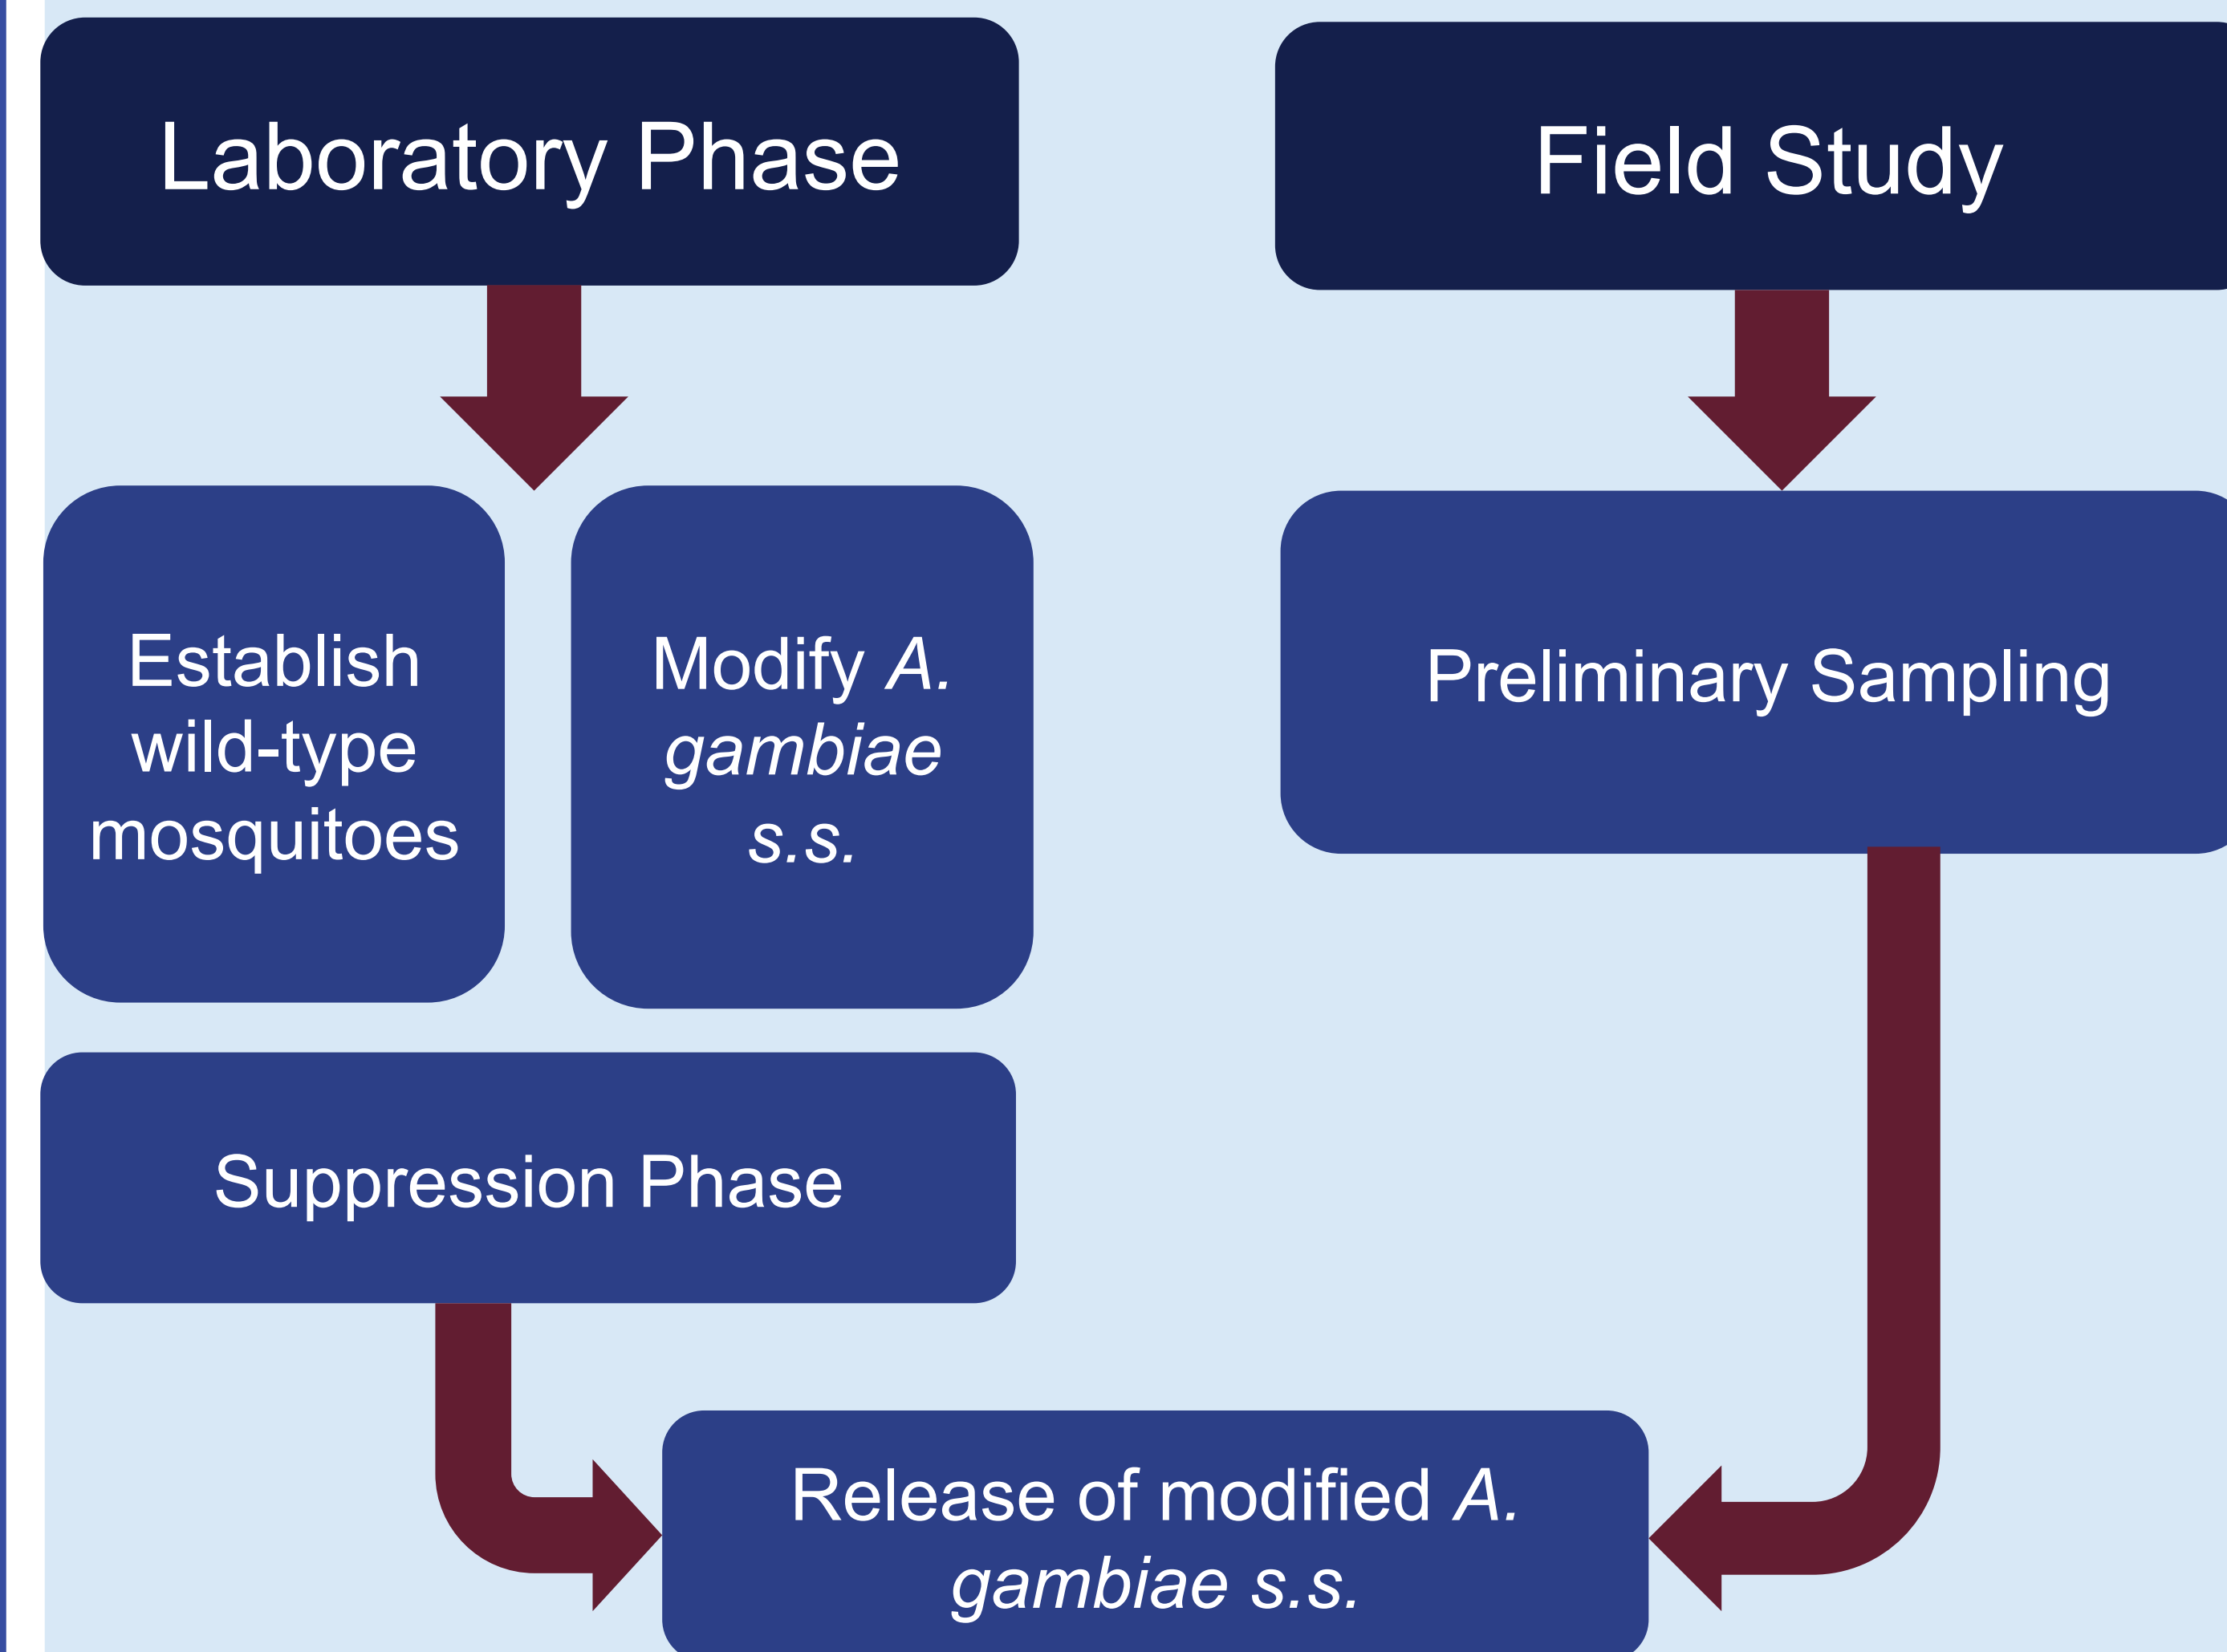 Laboratory Phase
Field Study
Establish
wild-type
mosquitoes
Modify A.
gambiae
s.s.
Preliminary Sampling
Suppression Phase
Release of modified A.
gambiae s.s.